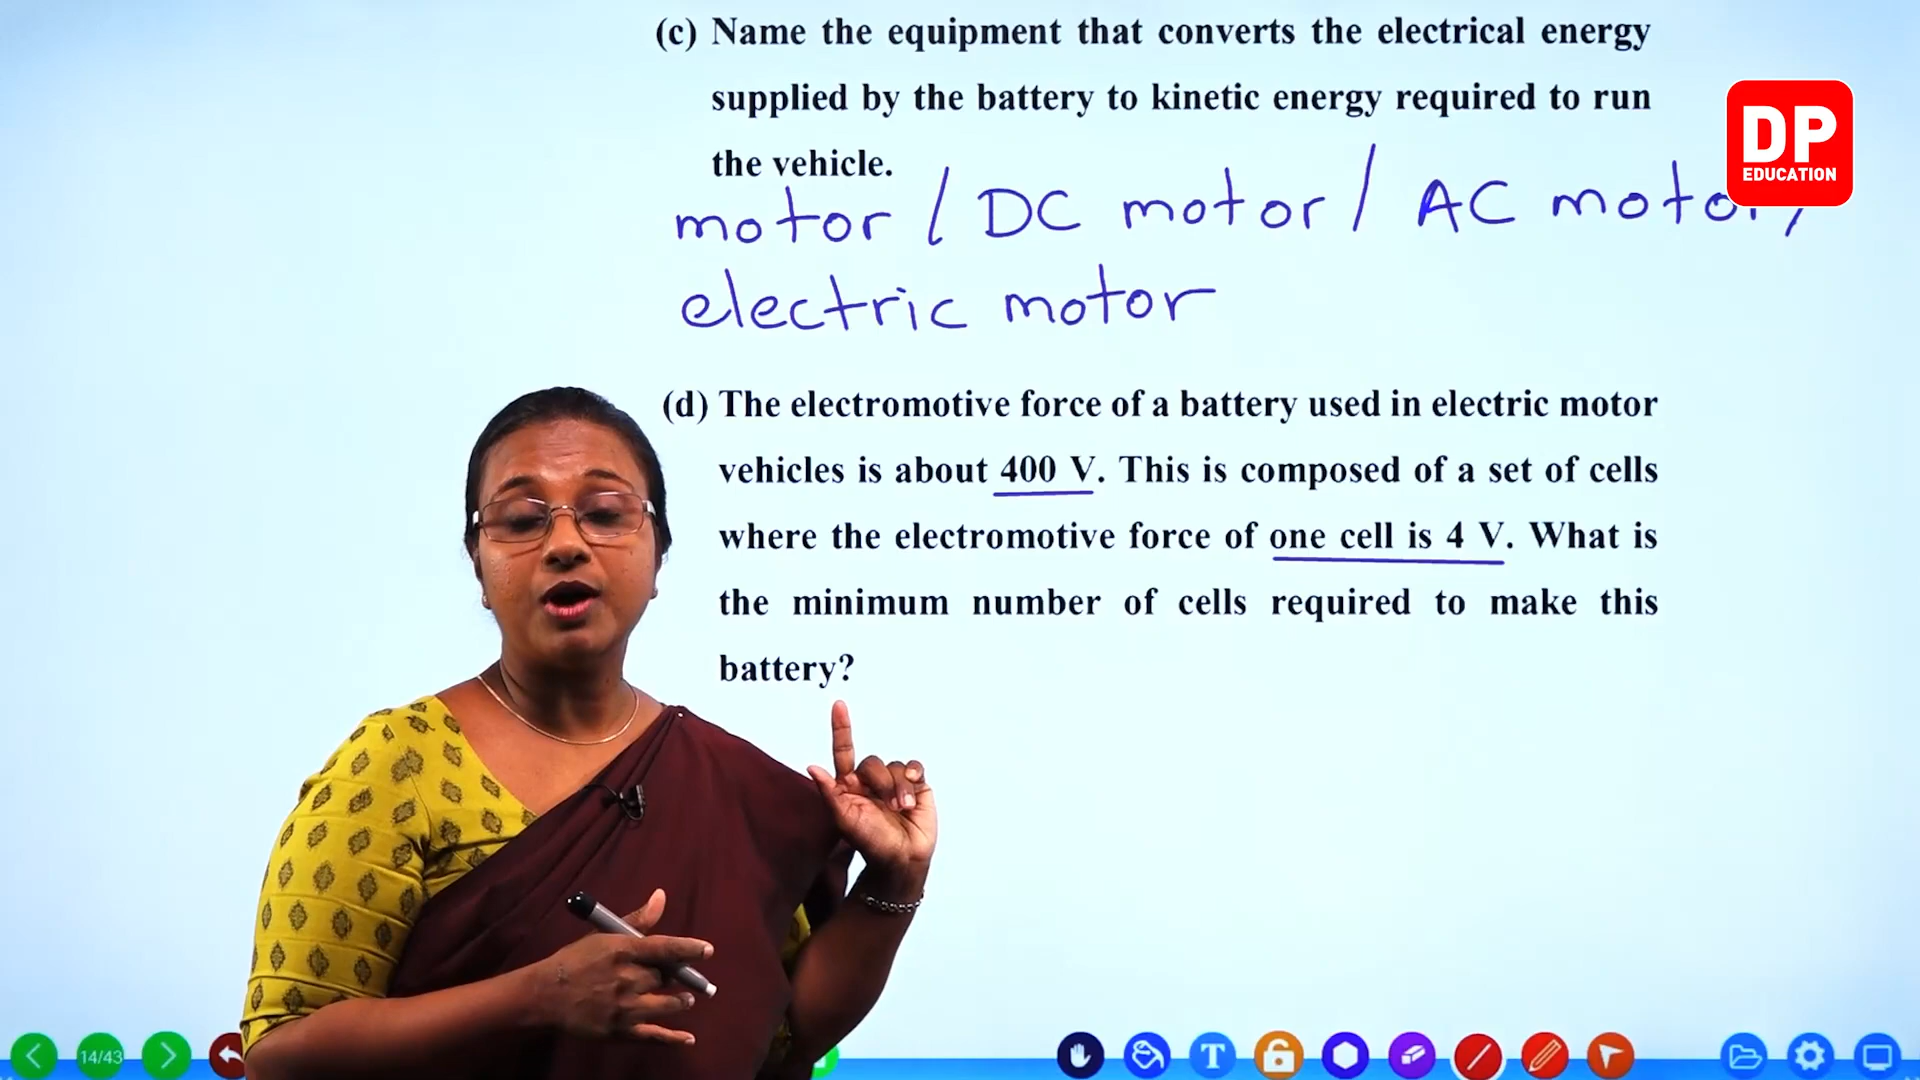 (c) Name the equipment that converts the electrical energy
supplied by the battery to kinetic energy required to run
the vehicle.
DP
EDUCATION
motor / DC motor / AC motor /
electric motor
(d) The electromotive force of a battery used in electric motor
vehicles is about 400 V. This is composed of a set of cells
where the electromotive force of one cell is 4 V. What is
the minimum number of cells required to make this
battery?
14/43
T